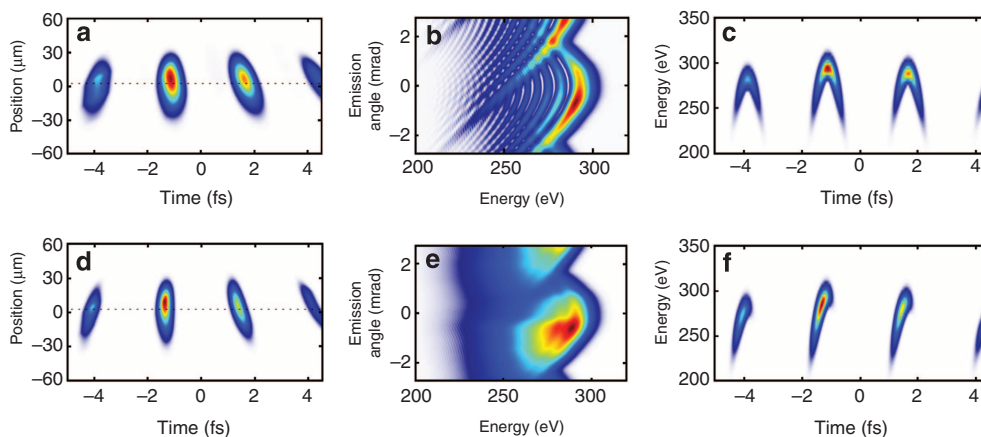 a
Position (µm)
60
30
0
−30
−60
−4 −2 0 2 4
Time (fs)
b
Emission
angle (mrad)
2
0
−2
200 250 300
Energy (eV)
c
Energy (eV)
350
300
250
200
−4 −2 0 2 4
Time (fs)
d
Position (µm)
60
30
0
−30
−60
−4 −2 0 2 4
Time (fs)
e
Emission
angle (mrad)
2
0
−2
200 250 300
Energy (eV)
f
Energy (eV)
350
300
250
200
−4 −2 0 2 4
Time (fs)